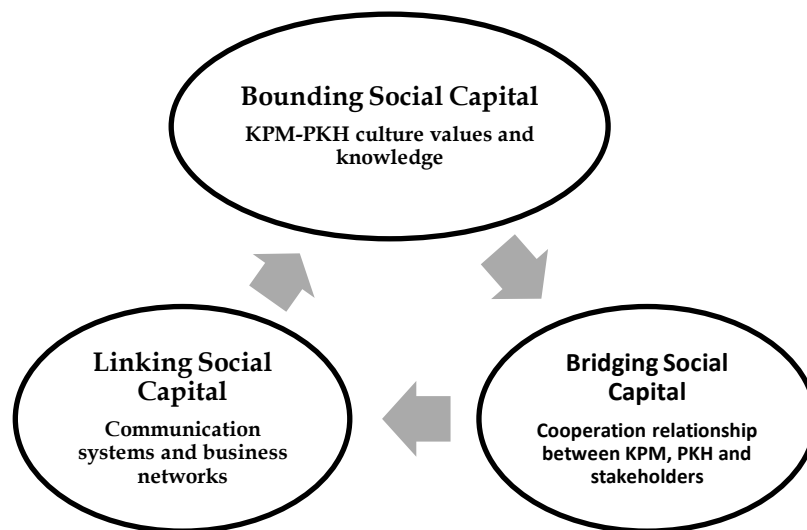 Bounding Social Capital
KPM-PKH culture values and
knowledge
Linking Social
Capital
Communication
systems and business
networks
Bridging Social
Capital
Cooperation relationship
between KPM, PKH and
stakeholders